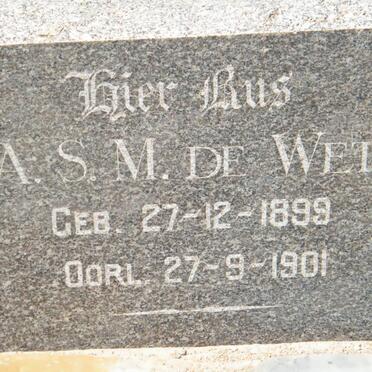 Hier Rus
A. S. M. DE WET
GEB. 27-12-1899
OORL. 27-9-1901